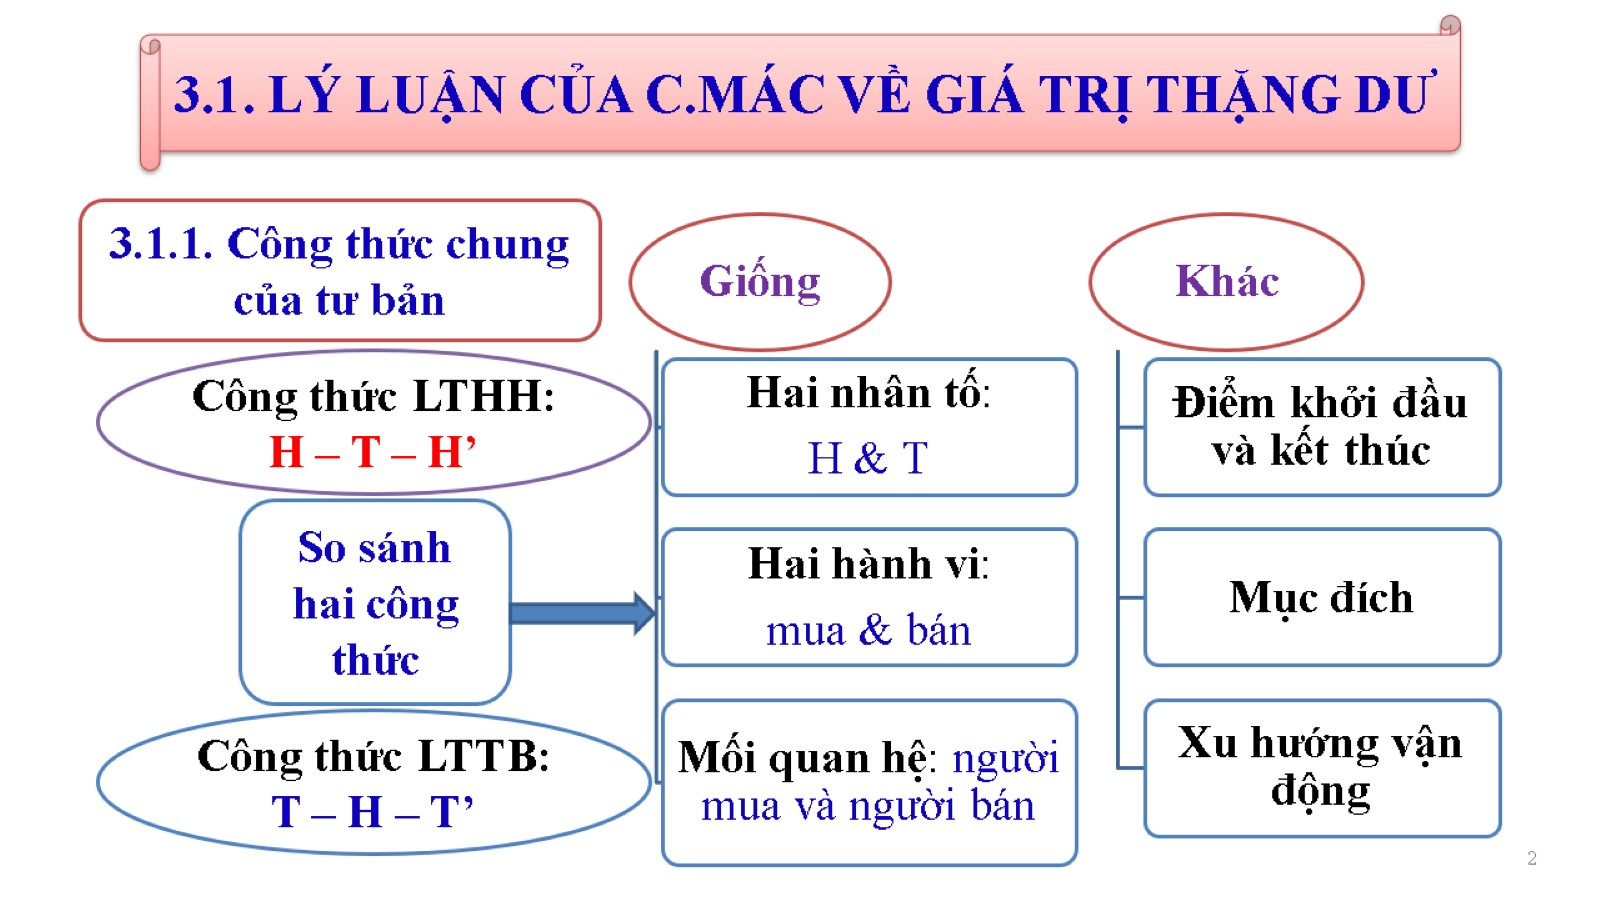 3.1. LÝ LUẬN CỦA C.MÁC VỀ GIÁ TRỊ THẶNG DƯ
3.1.1. Công thức chung
của tư bản
Giống
Khác
Công thức LTHH:
H – T – H’
So sánh
hai công
thức
Công thức LTTB:
T – H – T’
Hai nhân tố:
H & T
Hai hành vi:
mua & bán
Mối quan hệ: người
mua và người bán
Điểm khởi đầu
và kết thúc
Mục đích
Xu hướng vận
động
2